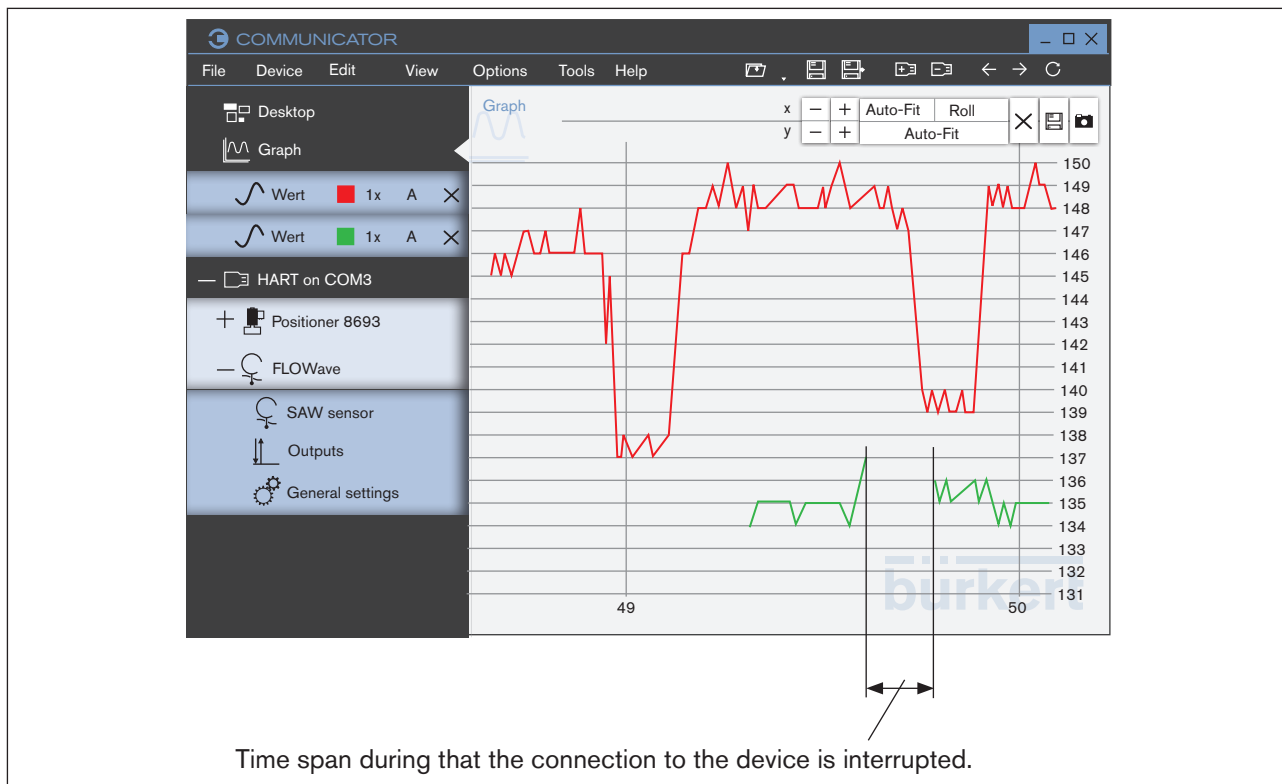 COMMUNICATOR
File Device Edit View Options Tools Help
Desktop
Graph
Wert 1x A
Wert 1x A
HART on COM3
Positioner 8693
FLOWave
SAW sensor
Outputs
General settings
Graph
x − + Auto-Fit Roll
y − + Auto-Fit
150
149
148
147
146
145
144
143
142
141
140
139
138
137
136
135
134
133
132
131
bürkert
49 50
Time span during that the connection to the device is interrupted.